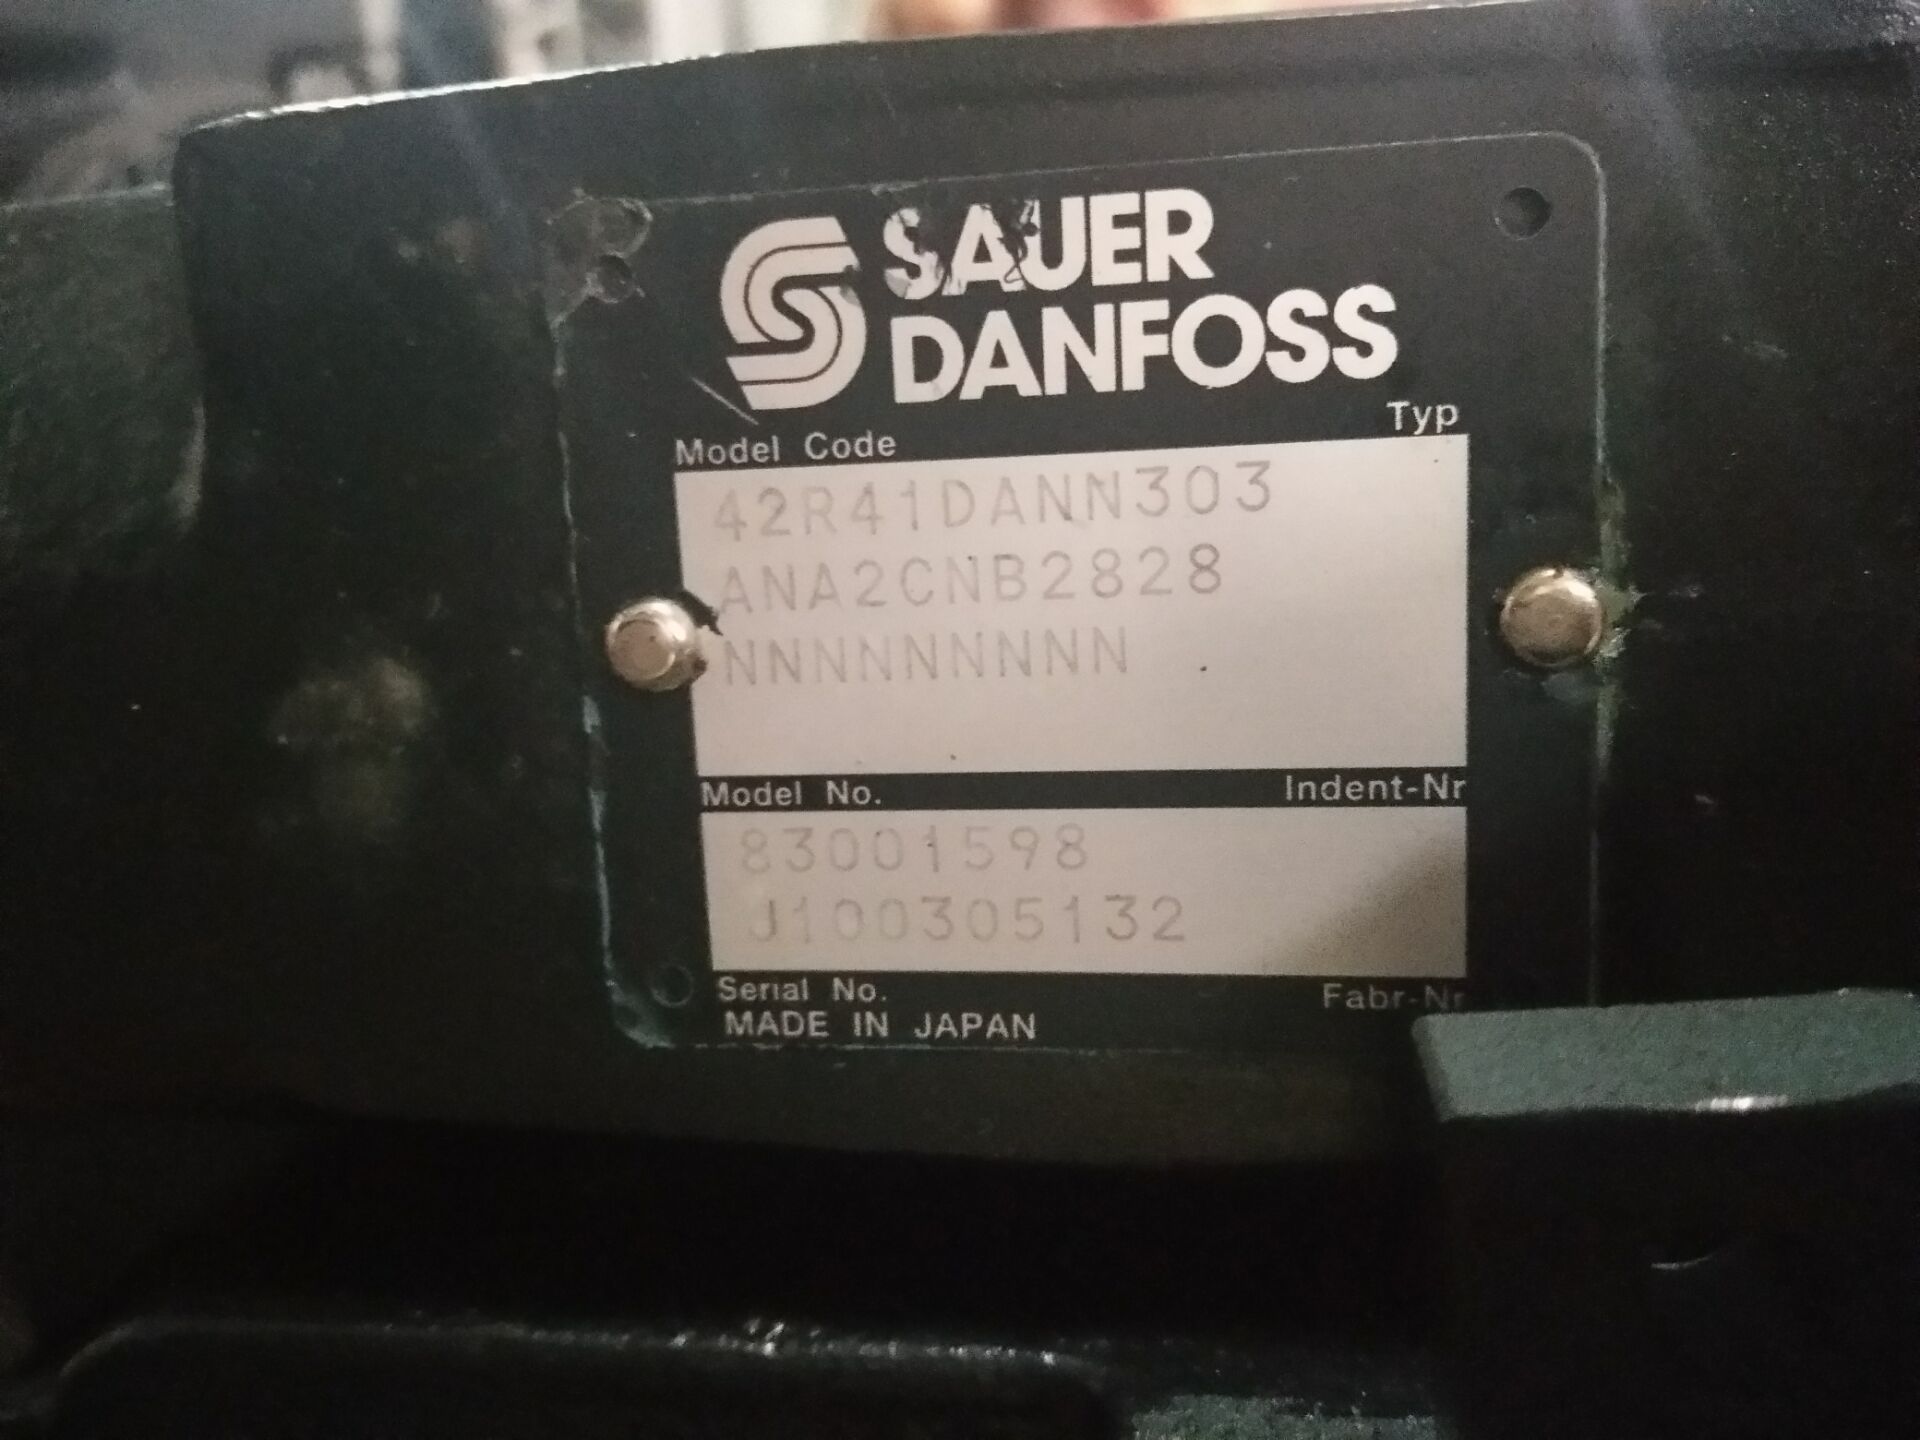 SAUER
DANFOSS
Model Code Typ
42R41DANN303
ANA2CNB2828
NNNNNNNNN
Model No. Indent-Nr
83001598
J100305132
Serial No. Fabr-Nr
MADE IN JAPAN